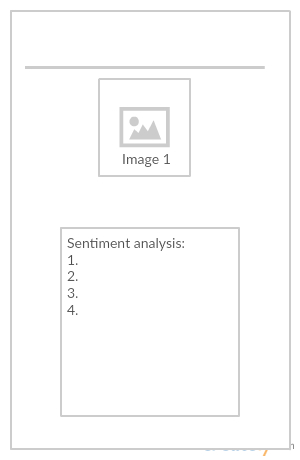 Image 1
Sentiment analysis:
1.
2.
3.
4.